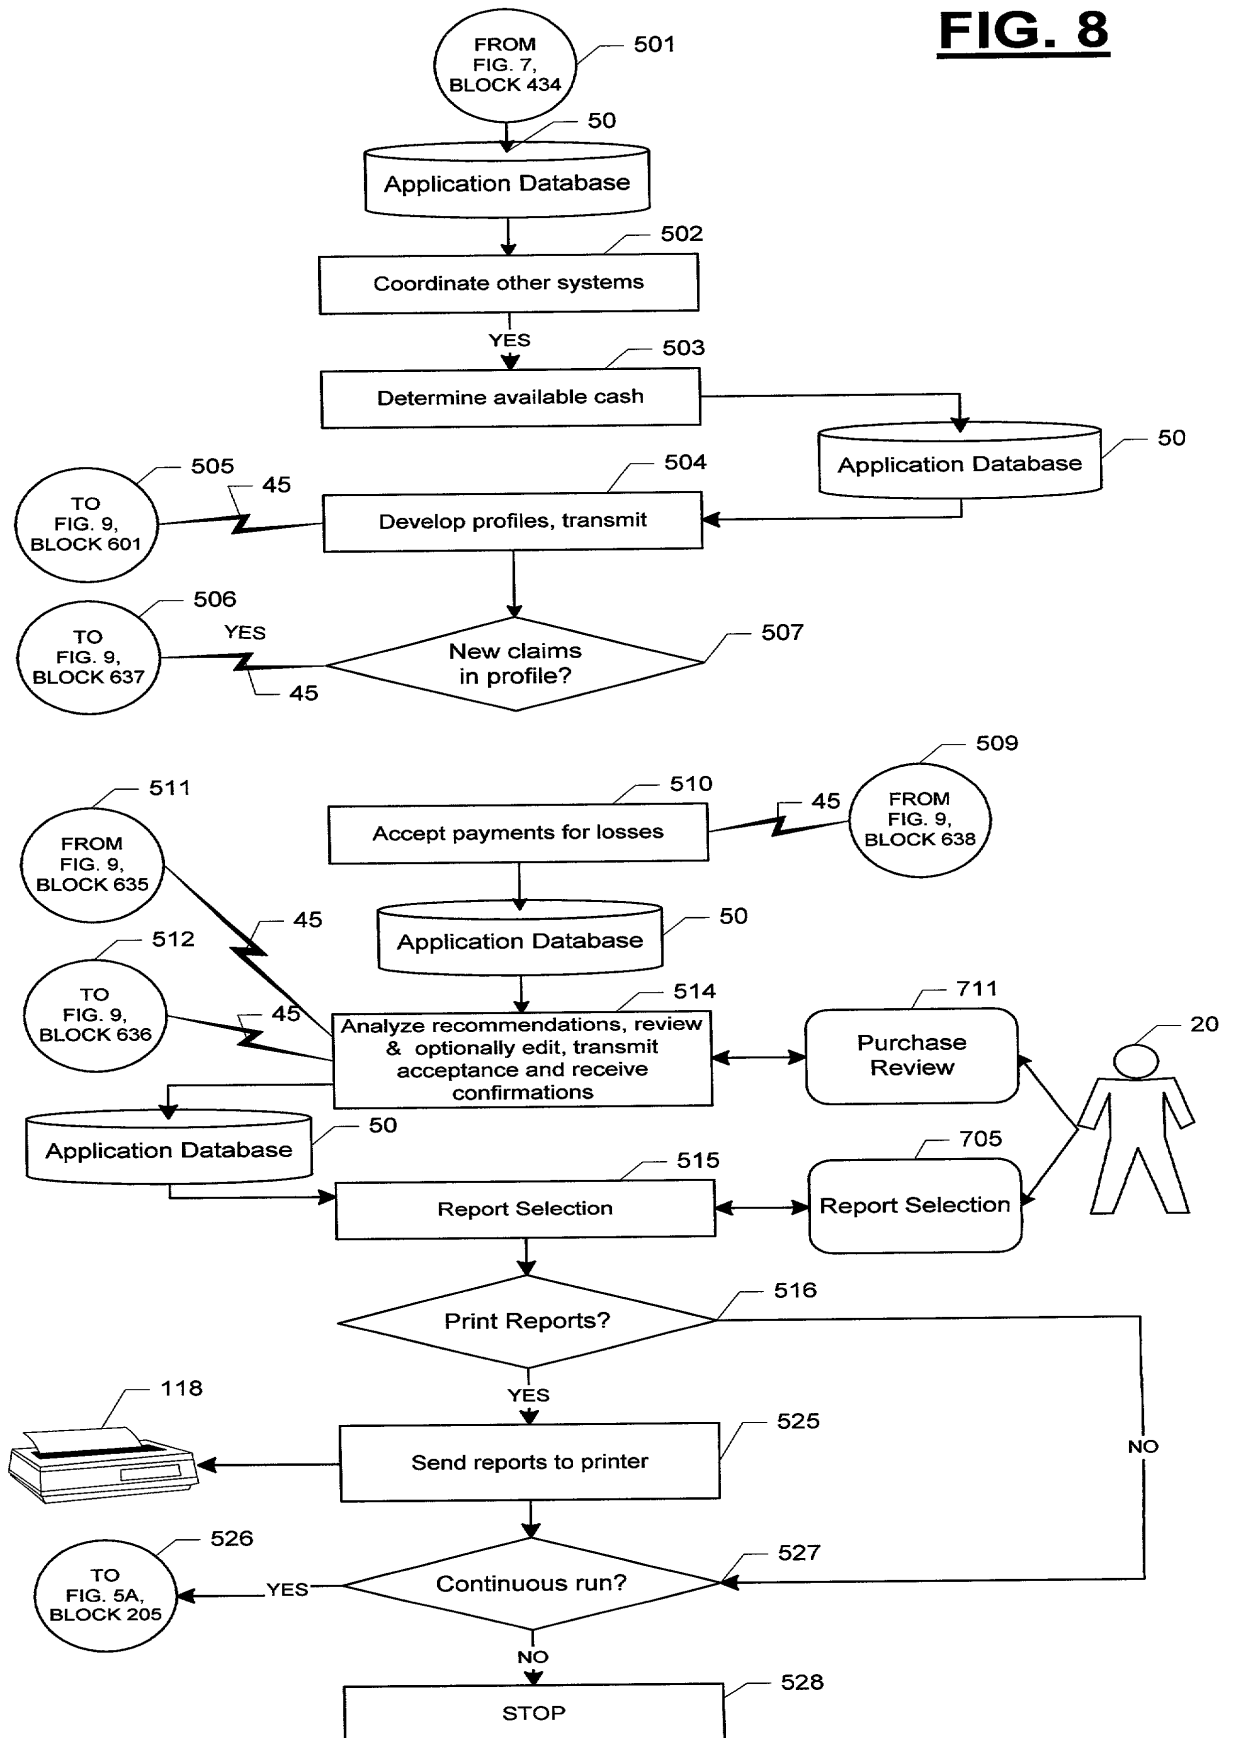 FIG. 8
FROM
FIG. 7,
BLOCK 434
501
50
Application Database
502
Coordinate other systems
YES
503
Determine available cash
50
Application Database
505
45
504
TO
FIG. 9,
BLOCK 601
Develop profiles, transmit
506
YES
507
TO
FIG. 9,
BLOCK 637
45
New claims
in profile?
509
511
510
45
FROM
FIG. 9,
BLOCK 638
Accept payments for losses
FROM
FIG. 9,
BLOCK 635
50
Application Database
45
512
514
711
20
TO
FIG. 9,
BLOCK 636
45
Analyze recommendations, review
& optionally edit, transmit
acceptance and receive
confirmations
Purchase
Review
50
Application Database
515
705
Report Selection
Report Selection
516
Print Reports?
YES
NO
118
525
Send reports to printer
526
527
TO
FIG. 5A,
BLOCK 205
YES
Continuous run?
NO
528
STOP